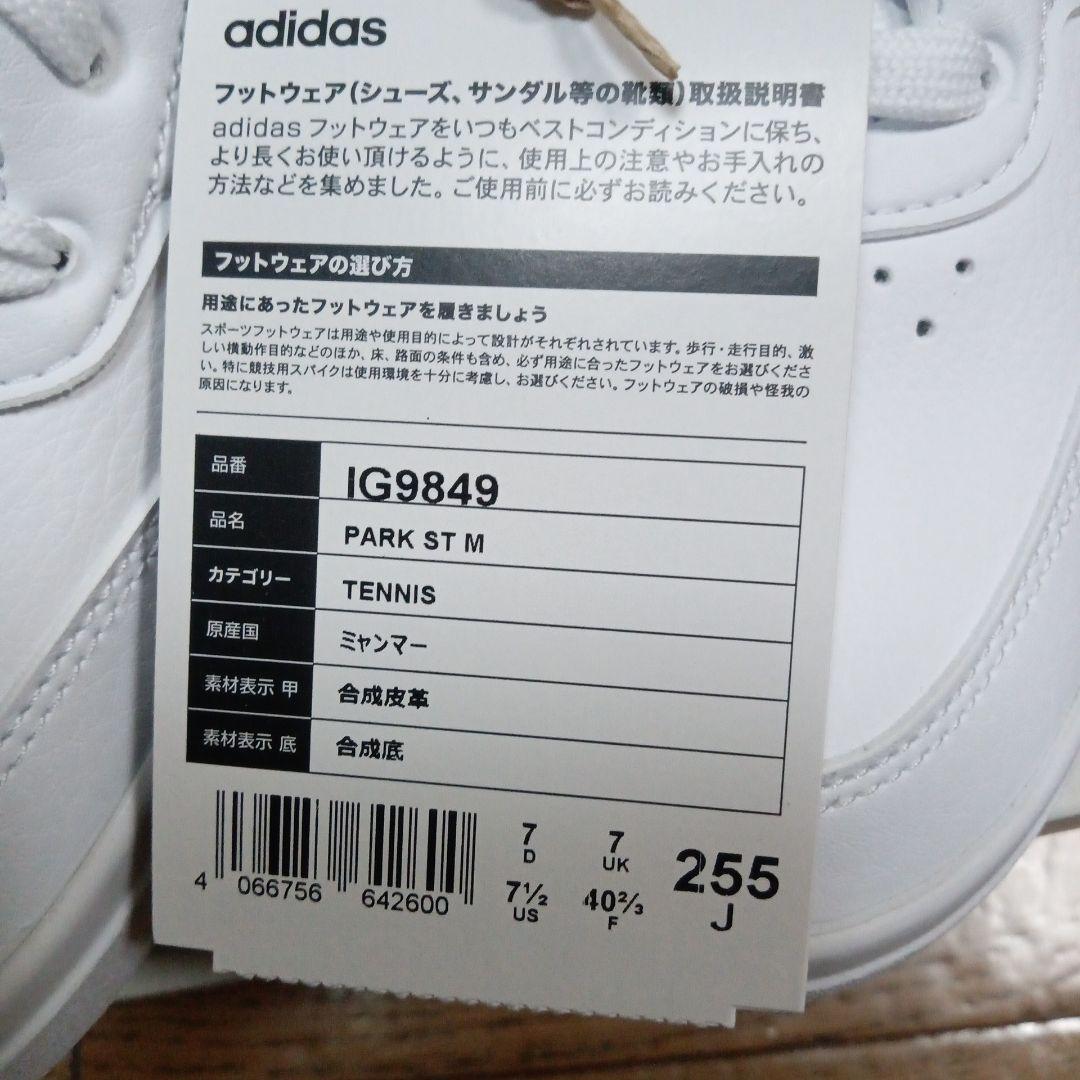 adidas
フットウェア(シューズ、サンダル等の靴類)取扱説明書
adidas フットウェアをいつもベストコンディションに保ち、
より長くお使い頂けるように、使用上の注意やお手入れの
方法などを集めました。ご使用前に必ずお読みください。
フットウェアの選び方
用途にあったフットウェアを履きましょう
スポーツフットウェアは用途や使用目的によって設計がそれぞれされています。歩行・走行目的、激
しい横動作目的などのほか、床、路面の条件も含め、必ず用途に合ったフットウェアをお選びくださ
い。特に競技用スパイクは使用環境を十分に考慮し、お選びください。フットウェアの破損や怪我の
原因になります。
品番 IG9849
品名 PARK ST M
カテゴリー TENNIS
原産国 ミャンマー
素材表示 甲 合成皮革
素材表示 底 合成底
4 066756 642600
7 D
7 UK
7½ US
40⅔ F
255 J